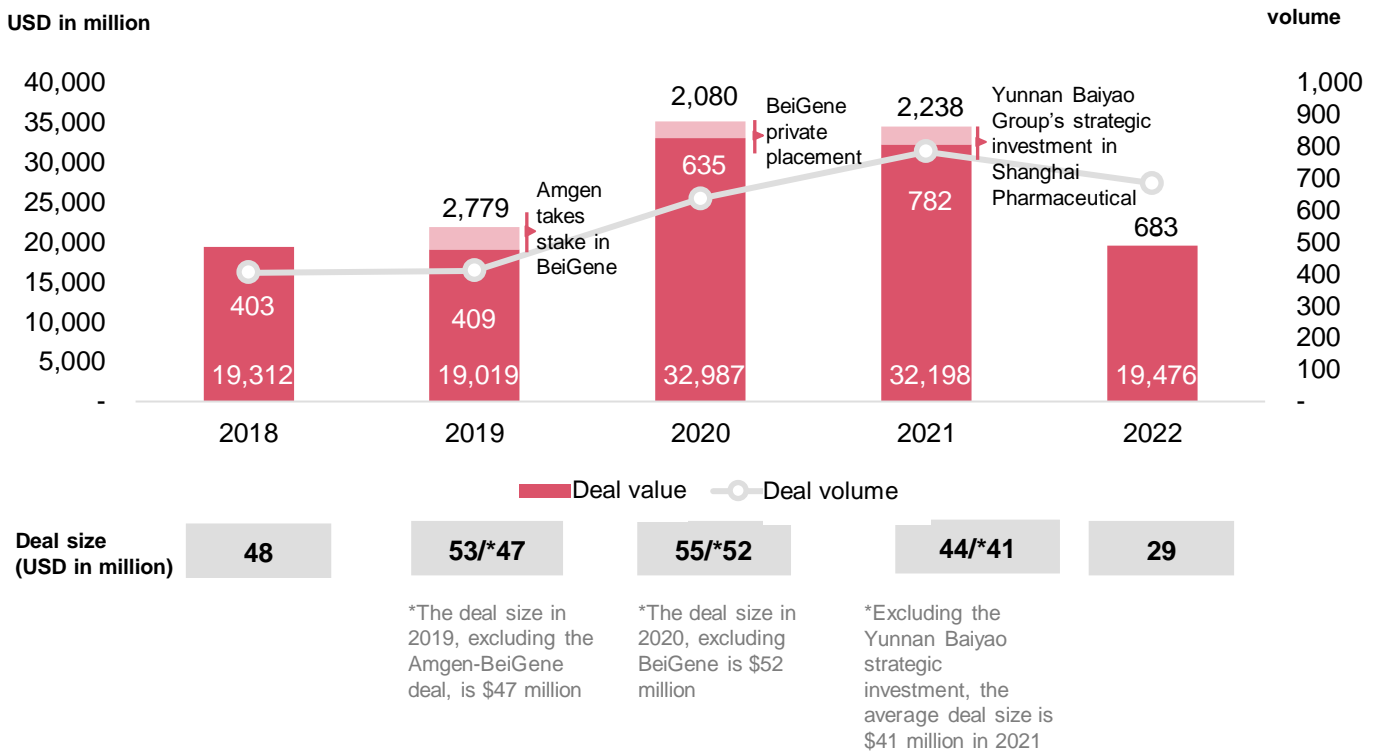 USD in million
volume
40,000
35,000
30,000
25,000
20,000
15,000
10,000
5,000
-
1,000
900
800
700
600
500
400
300
200
100
-
403
19,312
2,779
409
19,019
Amgen
takes
stake in
BeiGene
2,080
635
32,987
BeiGene
private
placement
2,238
782
32,198
Yunnan Baiyao
Group's strategic
investment in
Shanghai
Pharmaceutical
683
19,476
2018
2019
2020
2021
2022
Deal value
Deal volume
Deal size
(USD in million)
48
53/*47
55/*52
44/*41
29
*The deal size in
2019, excluding the
Amgen-BeiGene
deal, is $47 million
*The deal size in
2020, excluding
BeiGene is $52
million
*Excluding the
Yunnan Baiyao
strategic
investment, the
average deal size is
$41 million in 2021